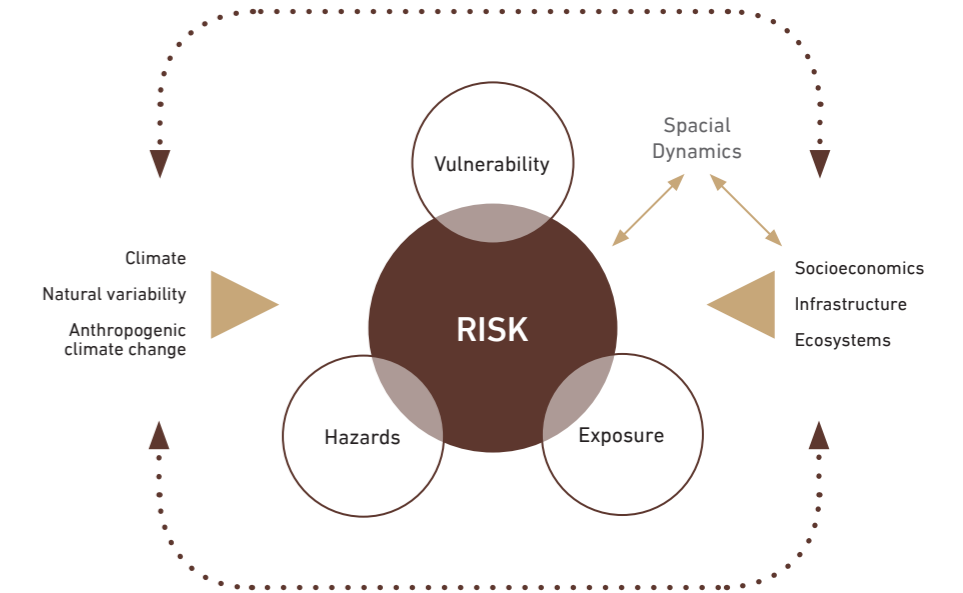 Spacial
Dynamics
Vulnerability
Climate
Natural variability
Anthropogenic
climate change
RISK
Socioeconomics
Infrastructure
Ecosystems
Hazards
Exposure